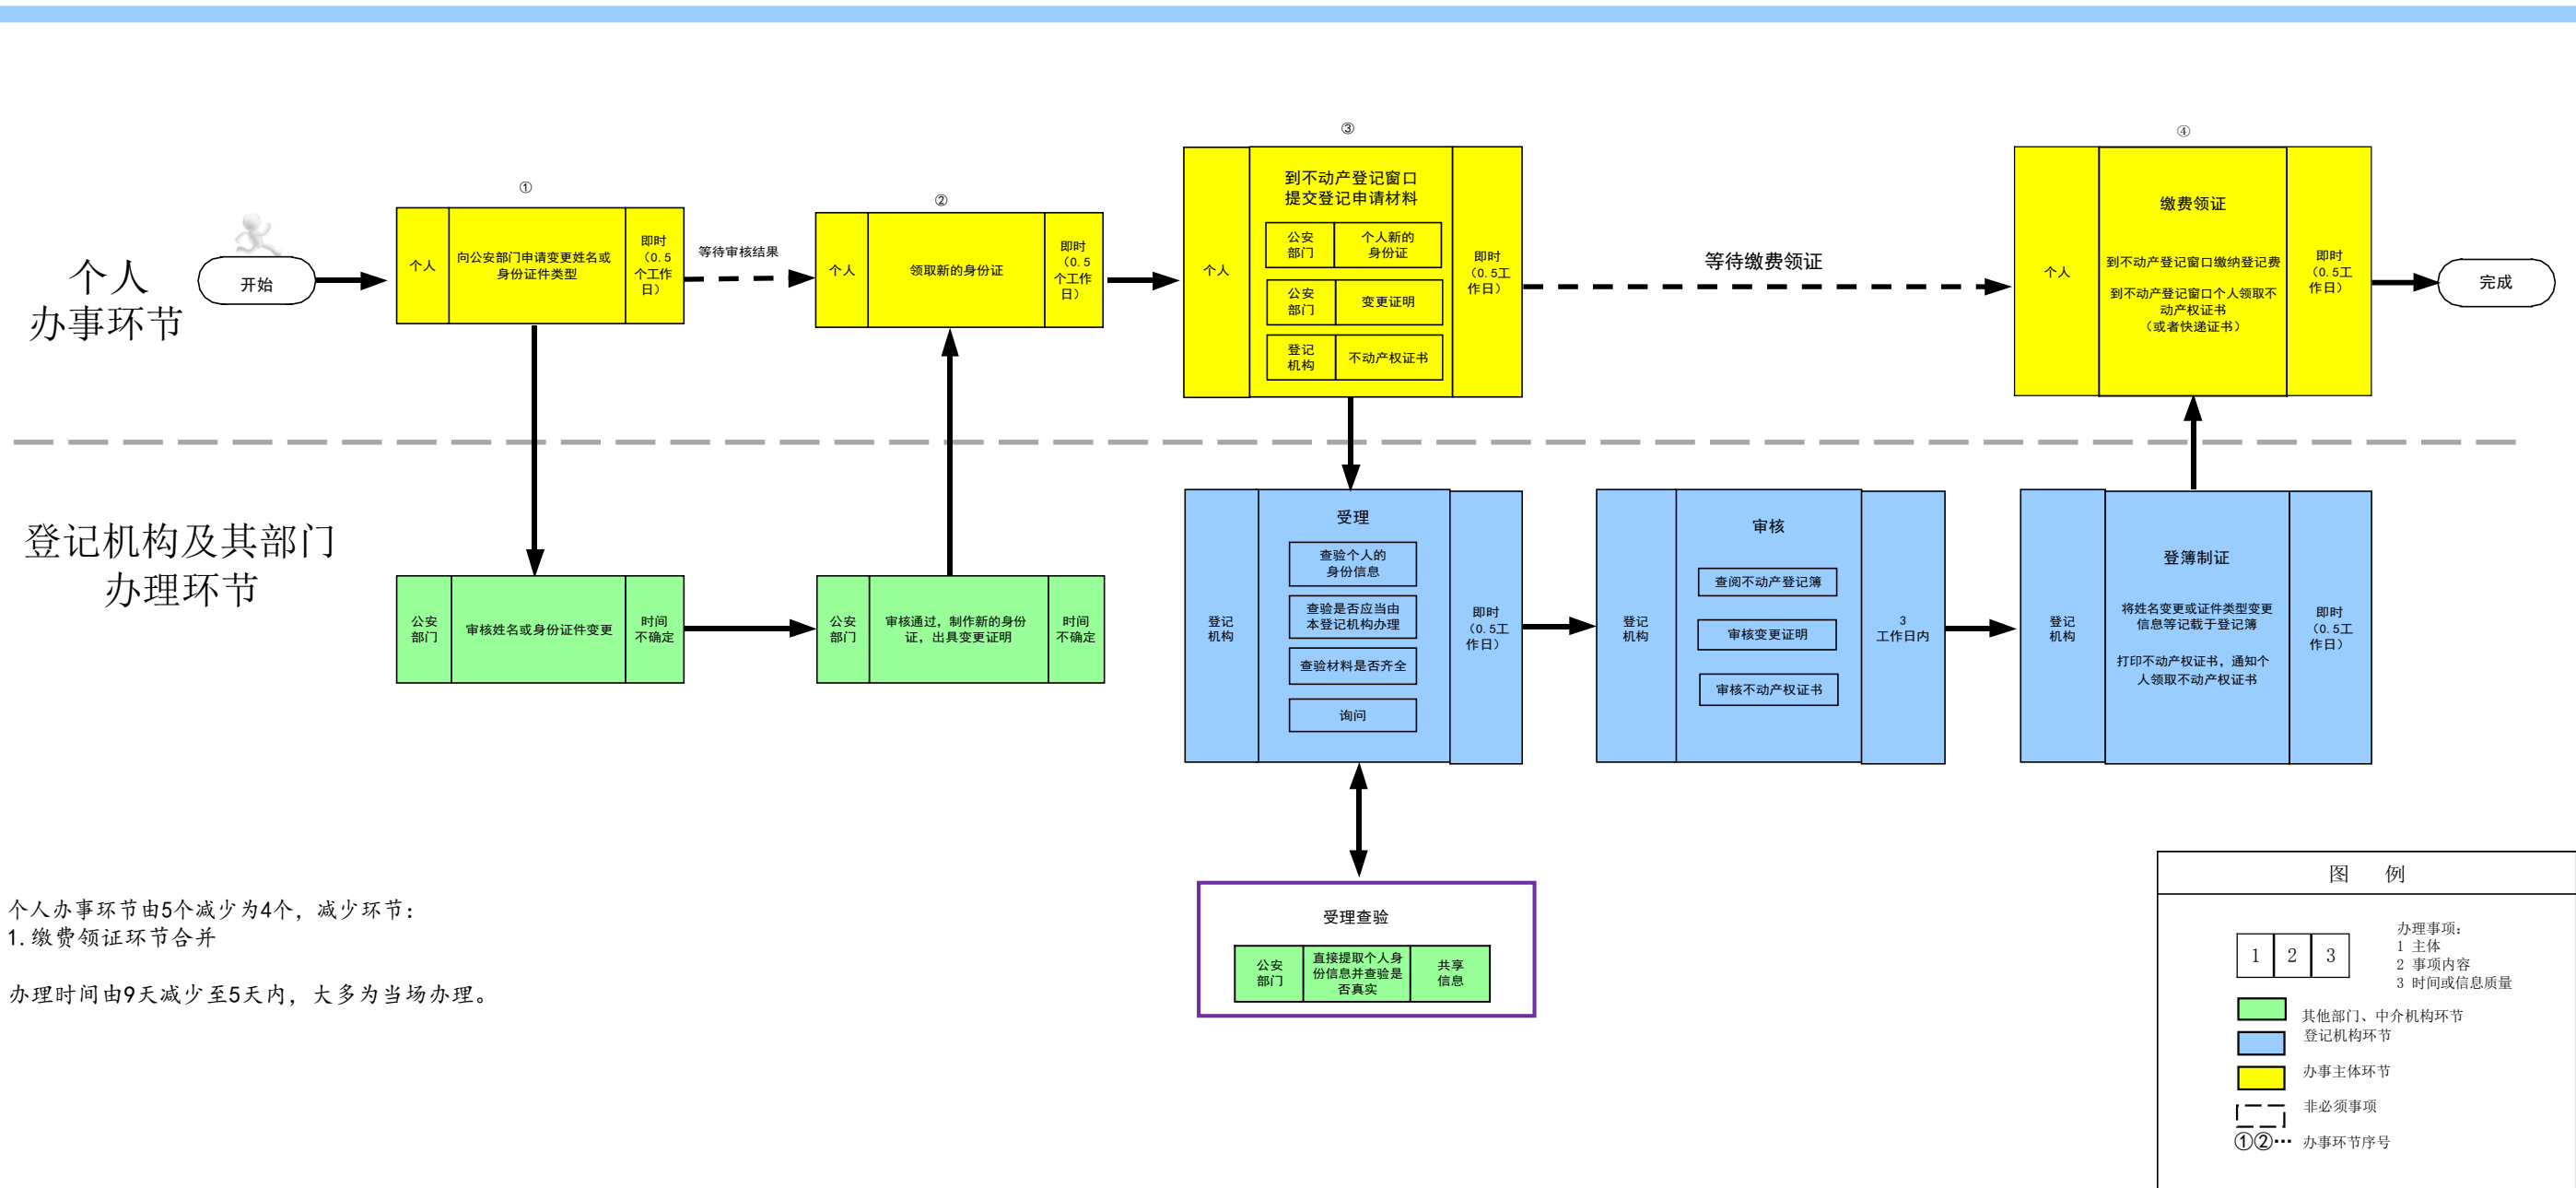 个人
办事环节
开始
①
个人
向公安部门申请变更姓名或
身份证件类型
即时
（0.5
个工作
日）
等待审核结果
②
个人
领取新的身份证
即时
（0.5
个工作
日）
③
个人
到不动产登记窗口
提交登记申请材料
公安
部门
个人新的
身份证
公安
部门
变更证明
登记
机构
不动产权证书
即时
（0.5工
作日）
等待缴费领证
④
个人
缴费领证
到不动产登记窗口缴纳登记费
到不动产登记窗口个人领取不
动产权证书
（或者快递证书）
即时
（0.5工
作日）
完成
登记机构及其部门
办理环节
公安
部门
审核姓名或身份证件变更
时间
不确定
公安
部门
审核通过，制作新的身份
证，出具变更证明
时间
不确定
登记
机构
受理
查验个人的
身份信息
查验是否应当由
本登记机构办理
查验材料是否齐全
询问
即时
（0.5工
作日）
登记
机构
审核
查阅不动产登记簿
审核变更证明
审核不动产权证书
3
工作日内
登记
机构
登簿制证
将姓名变更或证件类型变更
信息等记载于登记簿
打印不动产权证书，通知个
人领取不动产权证书
即时
（0.5工
作日）
受理查验
公安
部门
直接提取个人身
份信息并查验是
否真实
共享
信息
个人办事环节由5个减少为4个，减少环节：
1.缴费领证环节合并
办理时间由9天减少至5天内，大多为当场办理。
图 例
1 2 3
办理事项：
1 主体
2 事项内容
3 时间或信息质量
其他部门、中介机构环节
登记机构环节
办事主体环节
非必须事项
①②… 办事环节序号